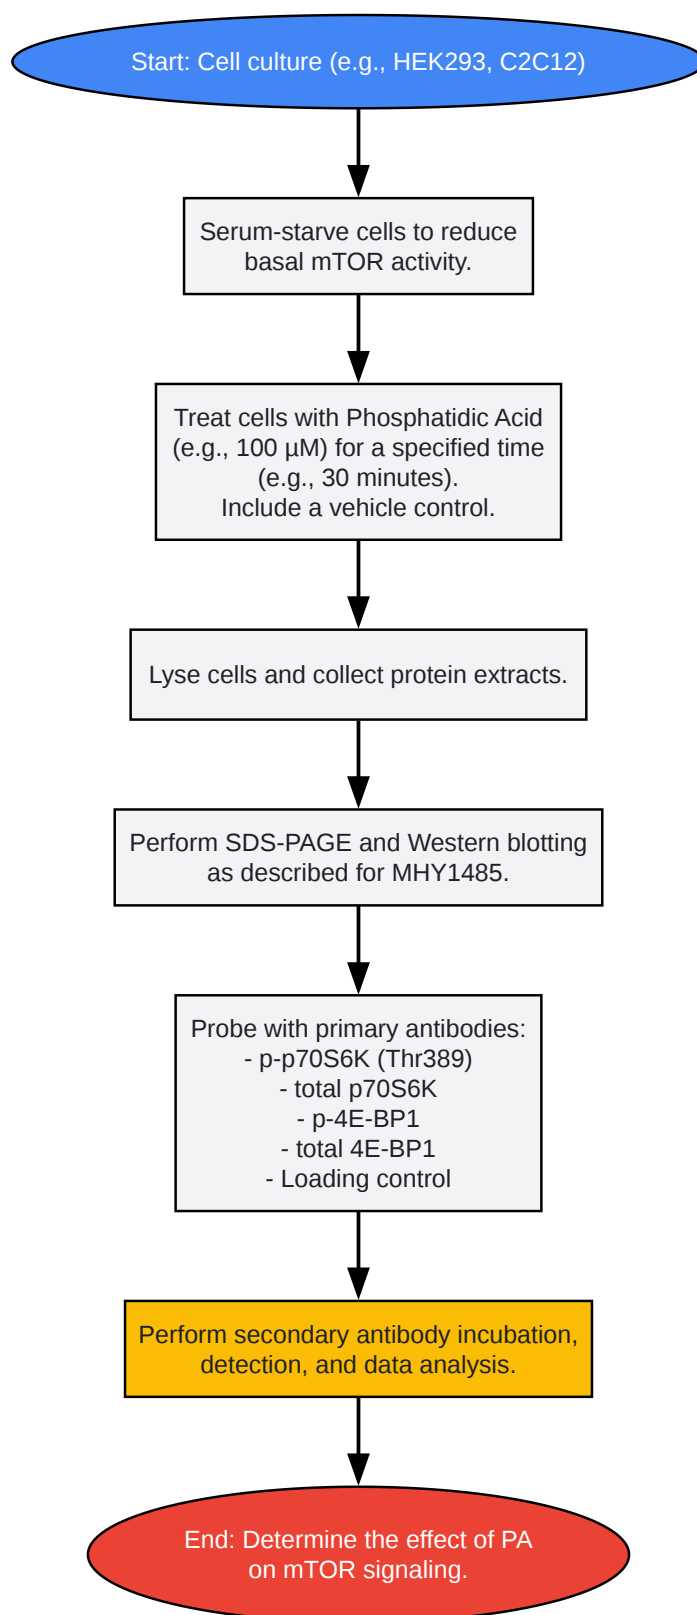 Start: Cell culture (e.g., HEK293, C2C12)
Serum-starve cells to reduce
basal mTOR activity.
Treat cells with Phosphatidic Acid
(e.g., 100 µM) for a specified time
(e.g., 30 minutes).
Include a vehicle control.
Lyse cells and collect protein extracts.
Perform SDS-PAGE and Western blotting
as described for MHY1485.
Probe with primary antibodies:
- p-p70S6K (Thr389)
- total p70S6K
- p-4E-BP1
- total 4E-BP1
- Loading control
Perform secondary antibody incubation,
detection, and data analysis.
End: Determine the effect of PA
on mTOR signaling.